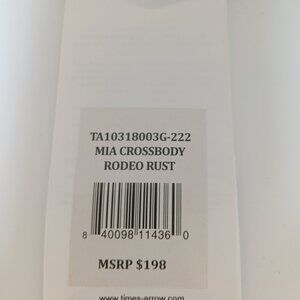 TA10318003G-222
MIA CROSSBODY
RODEO RUST
8 40098 11436 0
MSRP $198
www.times-arrow.com